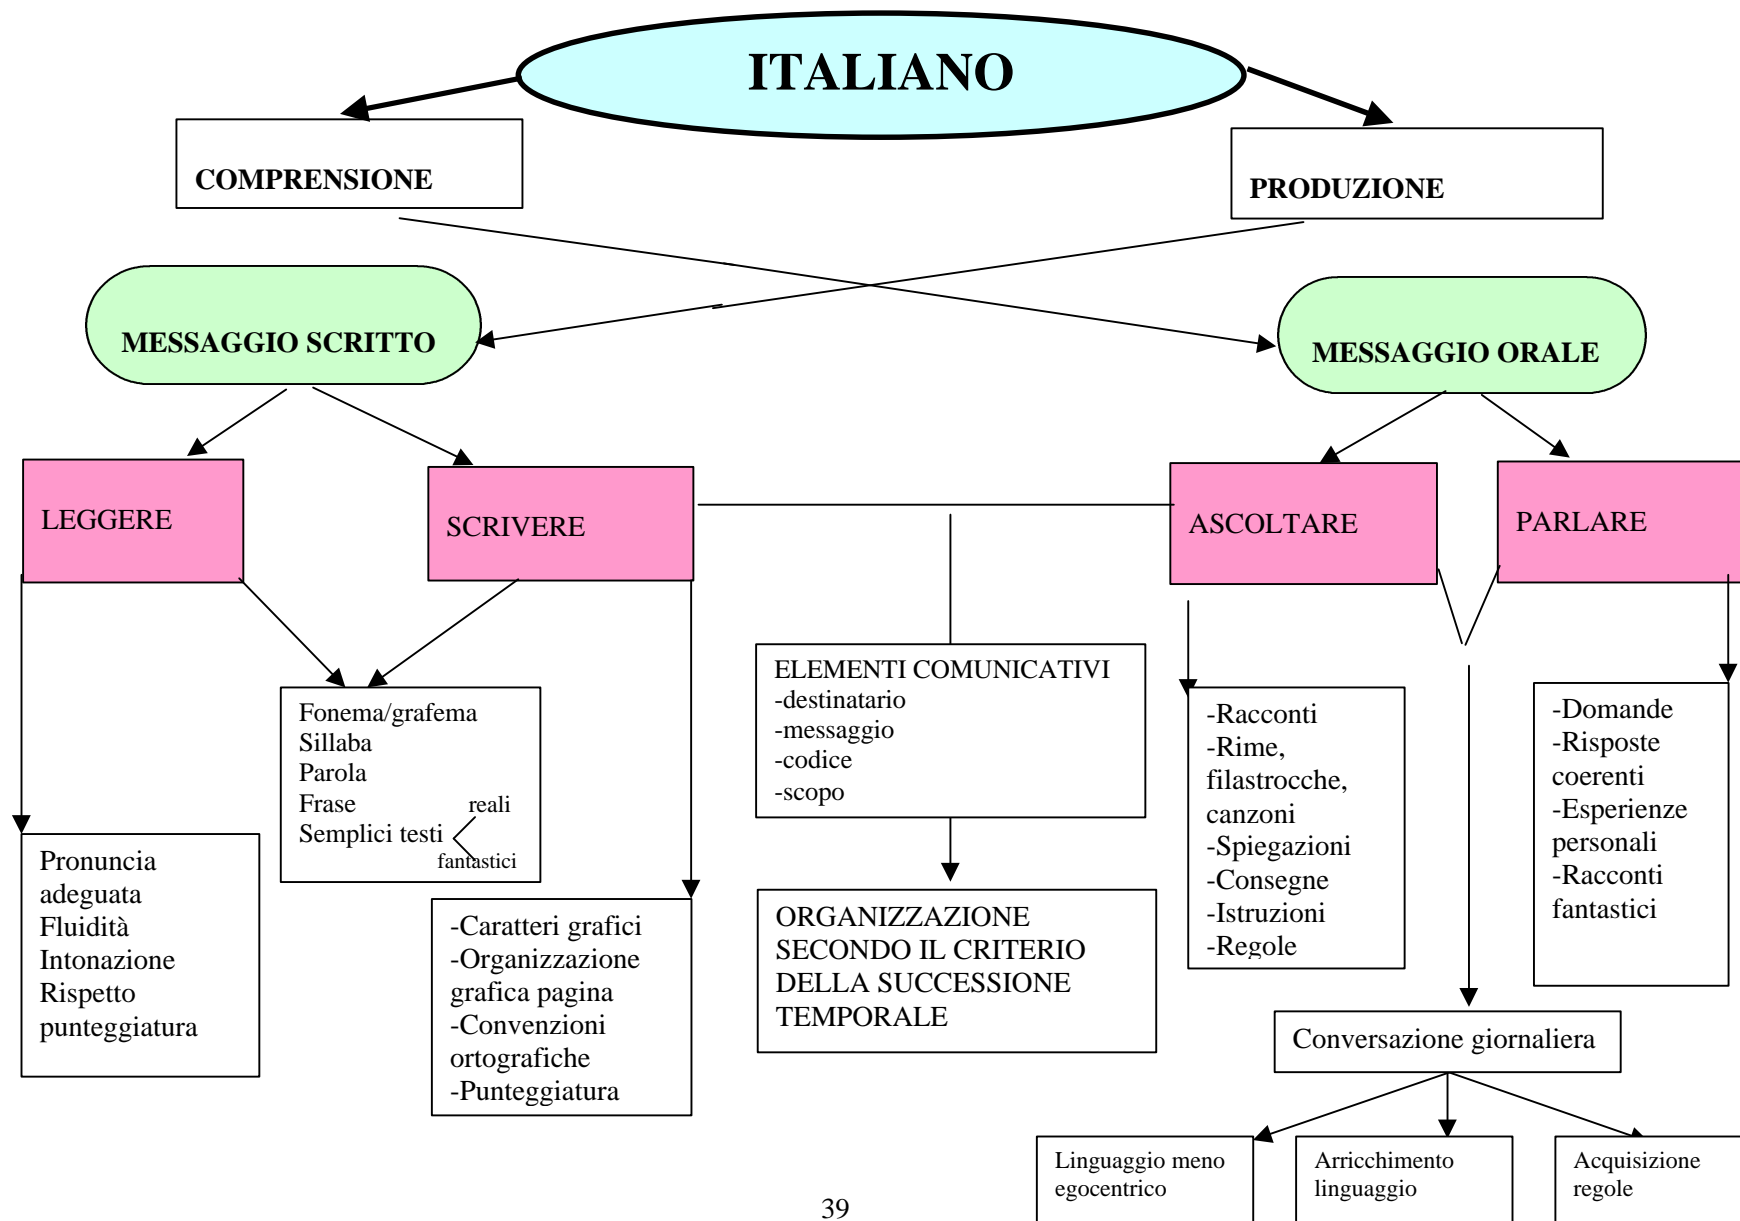 ITALIANO
COMPRENSIONE
PRODUZIONE
MESSAGGIO SCRITTO
MESSAGGIO ORALE
LEGGERE
SCRIVERE
ASCOLTARE
PARLARE
Fonema/grafema
Sillaba
Parola
Frase
reali
Semplici testi
fantastici
ELEMENTI COMUNICATIVI
-destinatario
-messaggio
-codice
-scopo
-Racconti
-Rime,
filastrocche,
canzoni
-Spiegazioni
-Consegne
-Istruzioni
-Regole
-Domande
-Risposte
coerenti
-Esperienze
personali
-Racconti
fantastici
Pronuncia
adeguata
Fluidità
Intonazione
Rispetto
punteggiatura
-Caratteri grafici
-Organizzazione
grafica pagina
-Convenzioni
ortografiche
-Punteggiatura
ORGANIZZAZIONE
SECONDO IL CRITERIO
DELLA SUCCESSIONE
TEMPORALE
Conversazione giornaliera
Linguaggio meno
egocentrico
Arricchimento
linguaggio
Acquisizione
regole
39